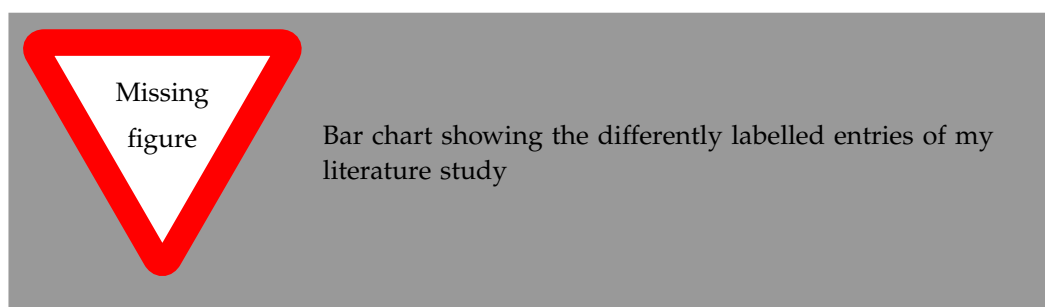 Missing
figure
Bar chart showing the differently labelled entries of my
literature study